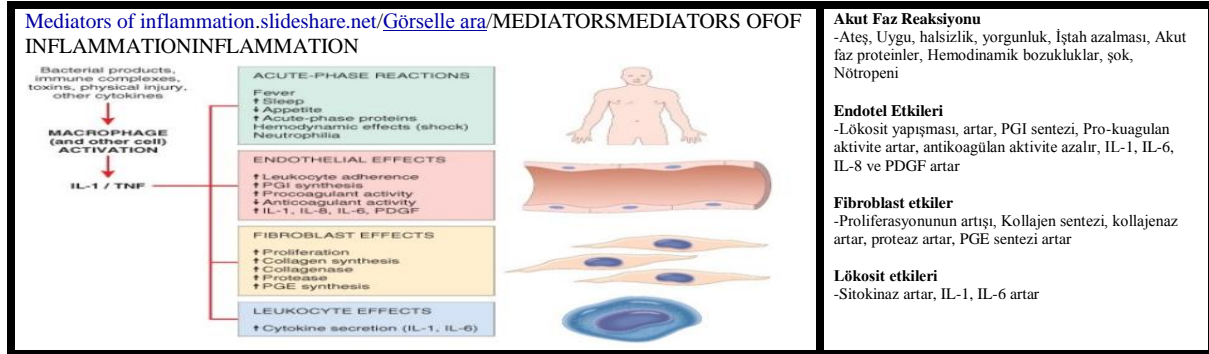 Mediators of inflammation.slideshare.net/Görselle ara/MEDIATORSMEDIATORS OFOF
INFLAMMATIONINFLAMMATION
Bacterial products,
immune complexes,
toxins, physical injury,
other cytokines
MACROPHAGE
(and other cell)
ACTIVATION
IL-1 / TNF
ACUTE-PHASE REACTIONS
Fever
↑Sleep
↓Appetite
↑Acute-phase proteins
Hemodynamic effects (shock)
Neutrophilia
ENDOTHELIAL EFFECTS
↑Leukocyte adherence
↑PGI synthesis
↑Procoagulant activity
↓Anticoagulant activity
↑IL-1, IL-8, IL-6, PDGF
FIBROBLAST EFFECTS
↑Proliferation
↑Collagen synthesis
↑Collagenase
↑Protease
↑PGE synthesis
LEUKOCYTE EFFECTS
↑Cytokine secretion (IL-1, IL-6)
Akut Faz Reaksiyonu
-Ateş, Uygu, halsizlik, yorgunluk, İştah azalması, Akut
faz proteinler, Hemodinamik bozukluklar, şok,
Nötropeni
Endotel Etkileri
-Lökosit yapışması, artar, PGI sentezi, Pro-kuagulan
aktivite artar, antikoagülan aktivite azalır, IL-1, IL-6,
IL-8 ve PDGF artar
Fibroblast etkiler
-Proliferasyonunun artışı, Kollajen sentezi, kollajenaz
artar, proteaz artar, PGE sentezi artar
Lökosit etkileri
-Sitokinaz artar, IL-1, IL-6 artar